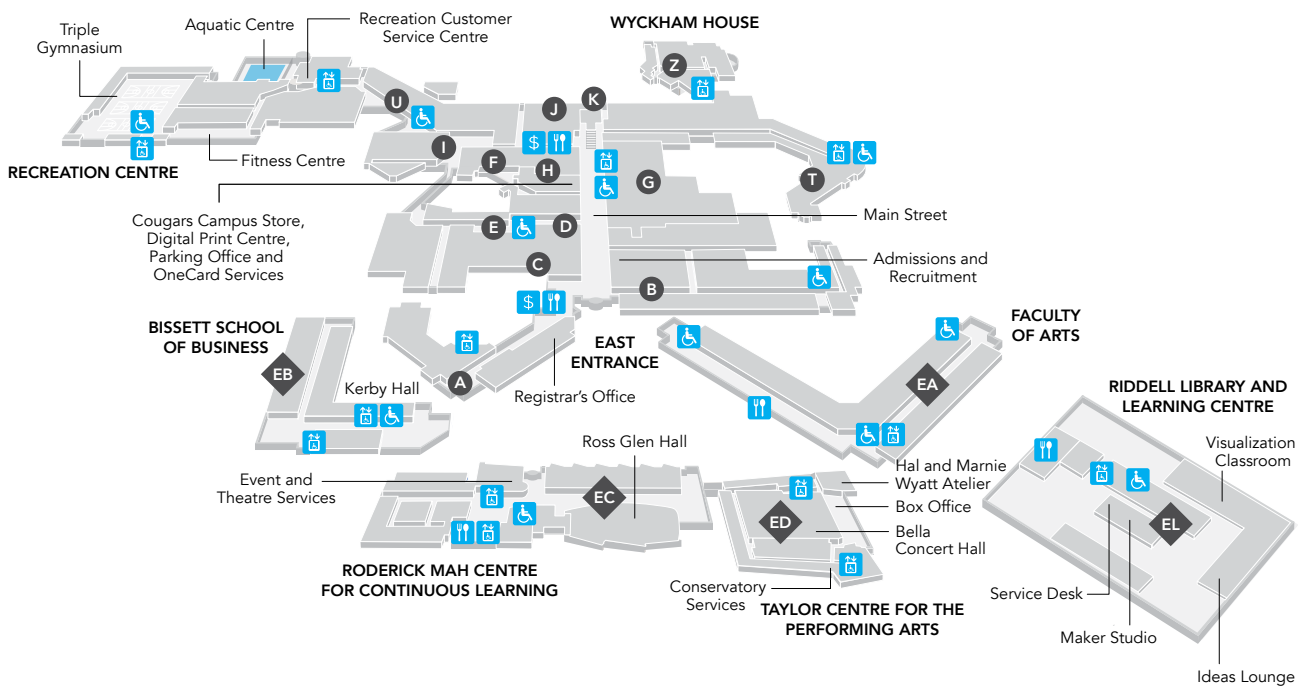 Triple
Gymnasium
Aquatic Centre
Recreation Customer
Service Centre
WYCKHAM HOUSE
Z
K
J
U
$
I
F
H
G
T
RECREATION CENTRE
Fitness Centre
Cougars Campus Store,
Digital Print Centre,
Parking Office and
OneCard Services
E
D
C
Main Street
Admissions and
Recruitment
B
$
BISSETT SCHOOL
OF BUSINESS
EB
Kerby Hall
A
EAST
ENTRANCE
Registrar's Office
FACULTY
OF ARTS
EA
RIDDELL LIBRARY AND
LEARNING CENTRE
Visualization
Classroom
EL
Service Desk
Maker Studio
Ideas Lounge
Ross Glen Hall
Event and
Theatre Services
EC
RODERICK MAH CENTRE
FOR CONTINUOUS LEARNING
Hal and Marnie
Wyatt Atelier
Box Office
Bella
Concert Hall
ED
Conservatory
Services
TAYLOR CENTRE FOR THE
PERFORMING ARTS